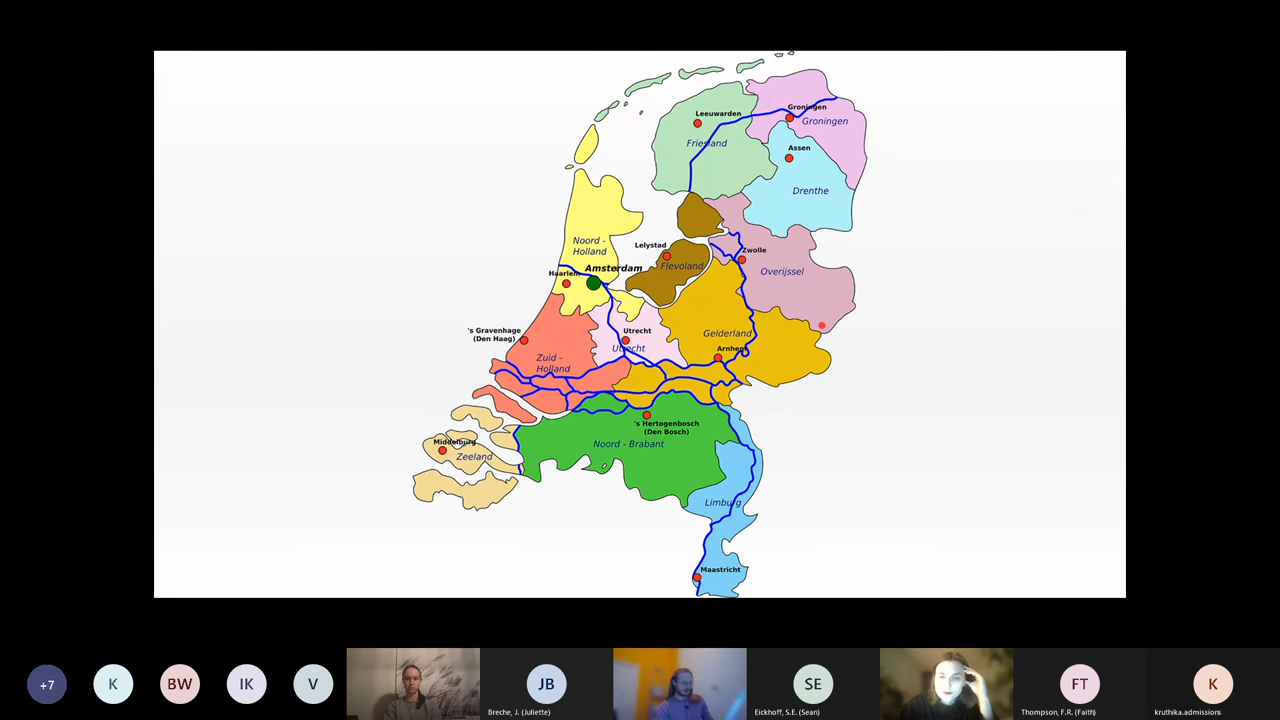 Leeuwarden
Groningen
Groningen
Friesland
Assen
Drenthe
Noord -
Holland
Lelystad
Zwolle
Flevoland
Overijssel
Amsterdam
Haarlem
's Gravenhage
(Den Haag)
Utrecht
Utrecht
Gelderland
Arnhem
Zuid -
Holland
's Hertogenbosch
(Den Bosch)
Noord - Brabant
Middelburg
Zeeland
Limburg
Maastricht
+7
K
BW
IK
V
JB
Breche, J. (Juliette)
SE
Eickhoff, S.E. (Sean)
FT
Thompson, F.R. (Faith)
K
kruthika.admissions